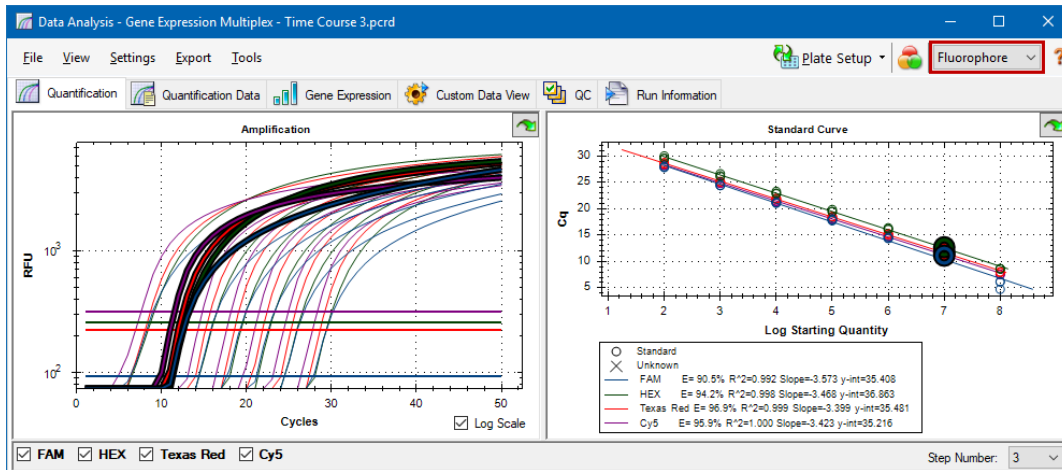 Data Analysis - Gene Expression Multiplex - Time Course 3.pcrd
File View Settings Export Tools
Plate Setup
Fluorophore
?
Quantification
Quantification Data
Gene Expression
Custom Data View
QC
Run Information
Amplification
10^3
10^2
RFU
0 10 20 30 40 50
Cycles
Log Scale
Standard Curve
30
25
20
15
10
5
Cq
1 2 3 4 5 6 7 8
Log Starting Quantity
Standard
Unknown
FAM E= 90.5% R^2=0.992 Slope=-3.573 y-int=35.408
HEX E= 94.2% R^2=0.998 Slope=-3.468 y-int=36.863
Texas Red E= 96.9% R^2=0.999 Slope=-3.399 y-int=35.481
Cy5 E= 95.9% R^2=1.000 Slope=-3.423 y-int=35.216
FAM HEX Texas Red Cy5
Step Number: 3